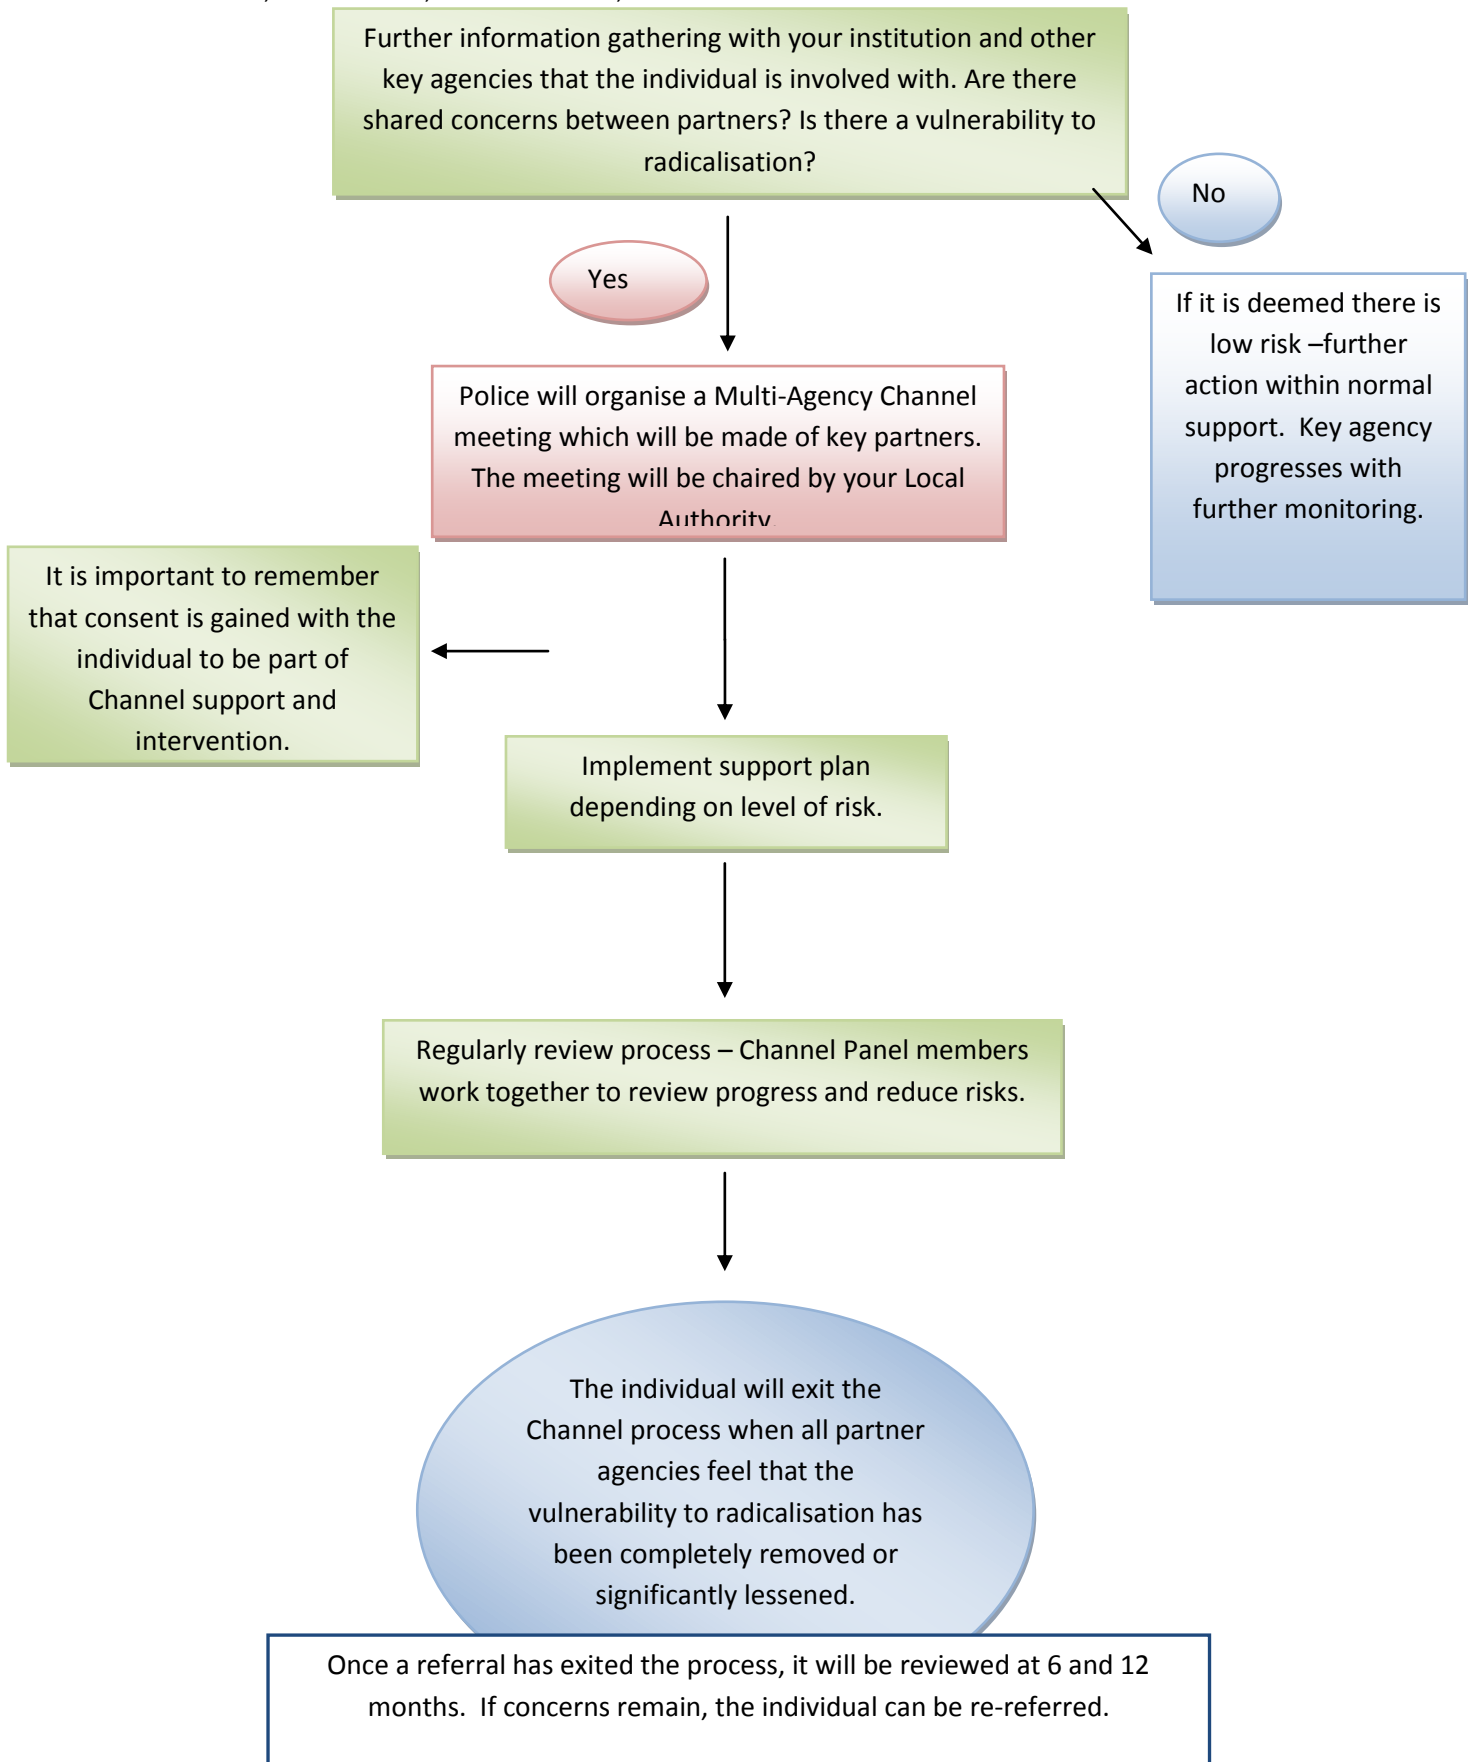 Further information gathering with your institution and other
key agencies that the individual is involved with. Are there
shared concerns between partners? Is there a vulnerability to
radicalisation?
No
Yes
If it is deemed there is
low risk –further
action within normal
support.  Key agency
progresses with
further monitoring.
Police will organise a Multi-Agency Channel
meeting which will be made of key partners.
The meeting will be chaired by your Local
Authority.
It is important to remember
that consent is gained with the
individual to be part of
Channel support and
intervention.
Implement support plan
depending on level of risk.
Regularly review process – Channel Panel members
work together to review progress and reduce risks.
The individual will exit the
Channel process when all partner
agencies feel that the
vulnerability to radicalisation has
been completely removed or
significantly lessened.
Once a referral has exited the process, it will be reviewed at 6 and 12
months.  If concerns remain, the individual can be re-referred.